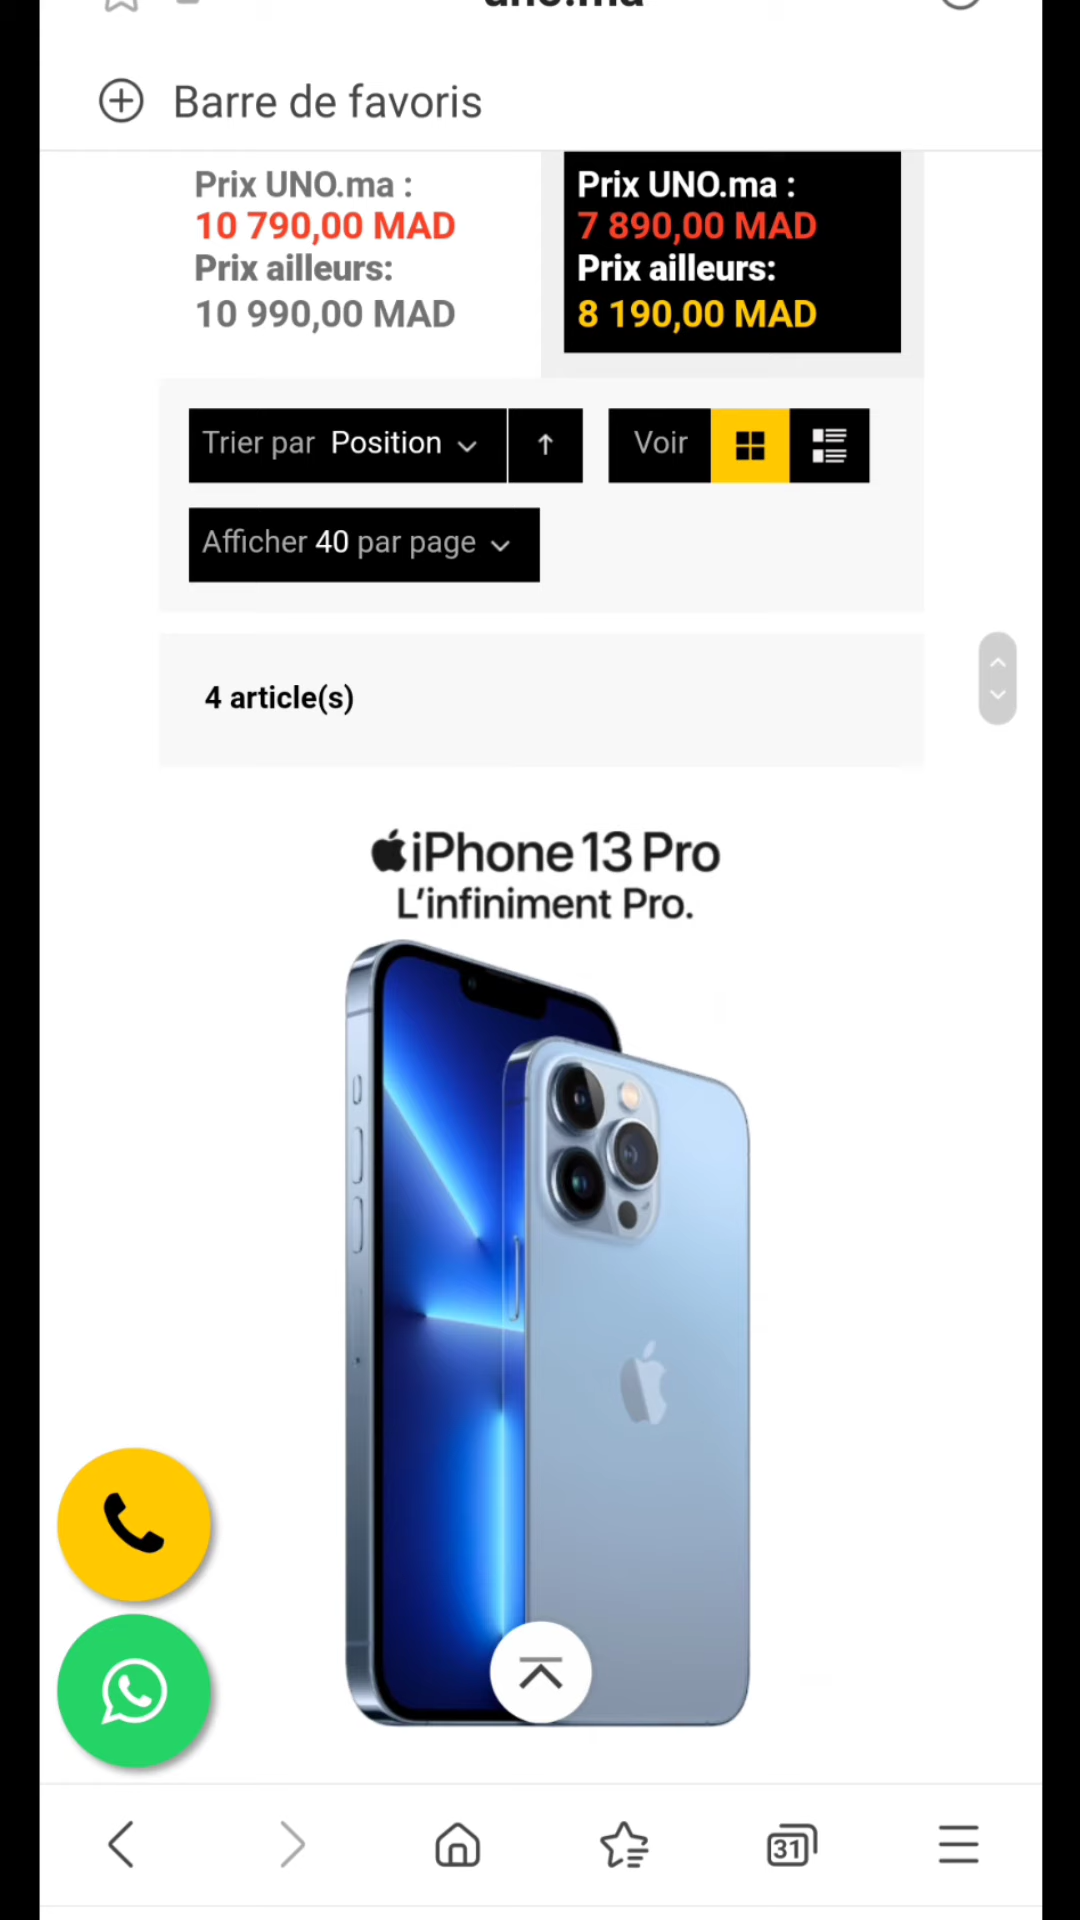 uno.ma
Barre de favoris
Prix UNO.ma :
10 790,00 MAD
Prix ailleurs:
10 990,00 MAD
Prix UNO.ma :
7 890,00 MAD
Prix ailleurs:
8 190,00 MAD
Trier par Position
Voir
Afficher 40 par page
4 article(s)
iPhone 13 Pro
L'infiniment Pro.
31